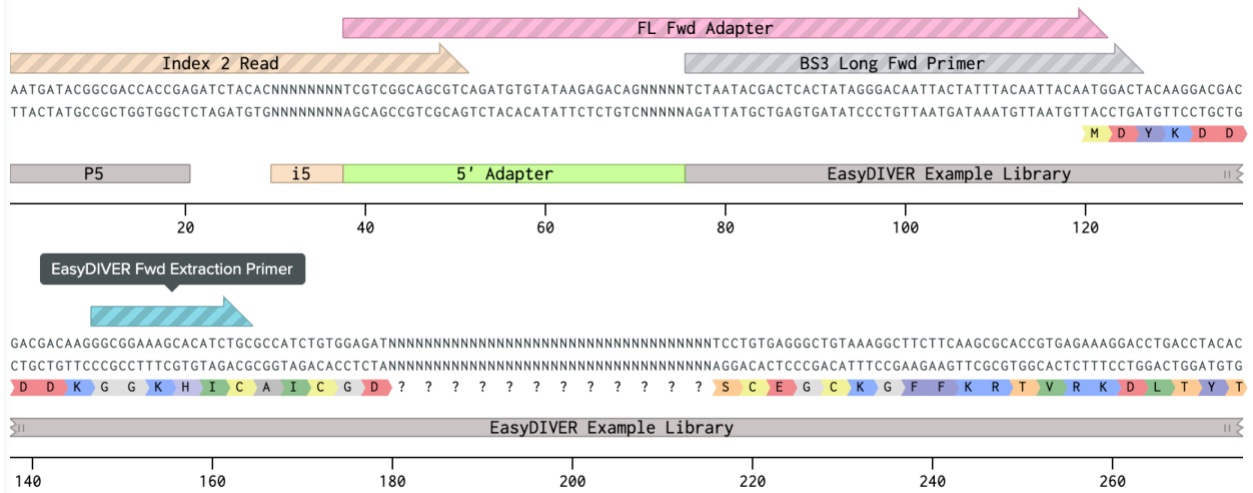 FL Fwd Adapter
Index 2 Read BS3 Long Fwd Primer
AATGATACGGCGACCACCGAGATCTACACNNNNNNNNTCGTCGGCAGCGTCAGATGTGTATAAGAGACAGNNNNNTCTAATACGACTCACTATAGGGACAATTACTATTTACAATTACAATGGACTACAAGGACGAC
TTACTATGCCGCTGGTGGCTCTAGATGTGNNNNNNNNAGCAGCCGTCGCAGTCTACACATATTCTCTGTCNNNNNAGATTATGCTGAGTGATATCCCTGTTAATGATAAATGTTAATGTTACCTGATGTTCCTGCTG
M D Y K D D
P5 i5 5' Adapter EasyDIVER Example Library
20 40 60 80 100 120
EasyDIVER Fwd Extraction Primer
GACGACAAGGGCGGAAAGCACATCTGCGCCATCTGTGGAGATNNNNNNNNNNNNNNNNNNNNNNNNNNNNNNNNNNNNTCCTGTGAGGGCTGTAAAGGCTTCTTCAAGCGCACCGTGAGAAAGGACCTGACCTACAC
CTGCTGTTCCCGCCTTTCGTGTAGACGCGGTAGACACCTCTANNNNNNNNNNNNNNNNNNNNNNNNNNNNNNNNNNNNAGGACACTCCCGACATTTCCGAAGAAGTTCGCGTGGCACTCTTTCCTGGACTGGATGTG
D D K G G K H I C A I C G D ? ? ? ? ? ? ? ? ? ? ? ? S C E G C K G F F K R T V R K D L T Y T
EasyDIVER Example Library
140 160 180 200 220 240 260